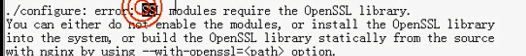 ./configure: error: SSL modules require the OpenSSL library.
You can either do not enable the modules, or install the OpenSSL library
into the system, or build the OpenSSL library statically from the source
with nginx by using --with-openssl=<path> option.